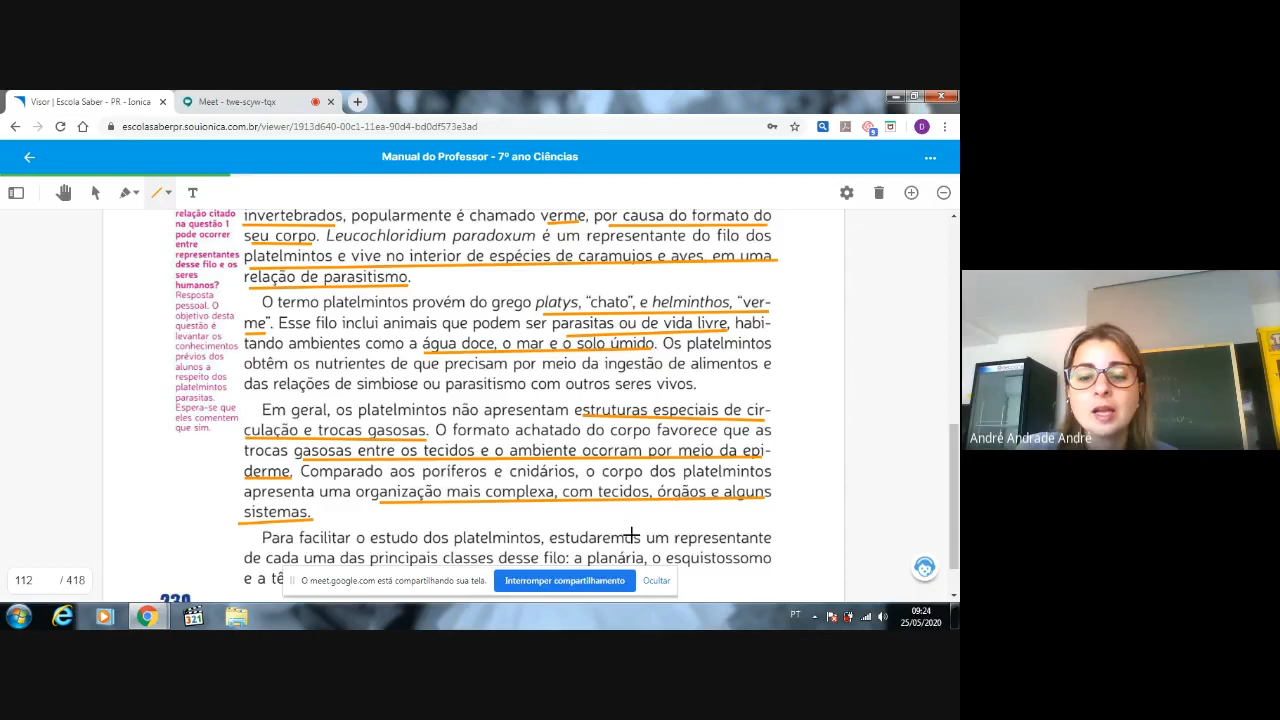 Visor | Escola Saber - PR - Ionica
Meet - twe-scyw-tqx
escolasaberpr.souionica.com.br/viewer/1913d640-00c1-11ea-90d4-bd0df573e3ad
9
D
Manual do Professor - 7º ano Ciências
T
relação citado
na questão 1
pode ocorrer
entre
representantes
desse filo e os
seres
humanos?
Resposta
pessoal. O
objetivo desta
questão é
levantar os
conhecimentos
prévios dos
alunos a
respeito dos
platelmintos
parasitas.
Espera-se que
eles comentem
que sim.
invertebrados, popularmente é chamado verme, por causa do formato do
seu corpo. Leucochloridium paradoxum é um representante do filo dos
platelmintos e vive no interior de espécies de caramujos e aves, em uma
relação de parasitismo.
O termo platelmintos provém do grego platys, “chato”, e helminthos, “ver-
me”. Esse filo inclui animais que podem ser parasitas ou de vida livre, habi-
tando ambientes como a água doce, o mar e o solo úmido. Os platelmintos
obtêm os nutrientes de que precisam por meio da ingestão de alimentos e
das relações de simbiose ou parasitismo com outros seres vivos.
Em geral, os platelmintos não apresentam estruturas especiais de cir-
culação e trocas gasosas. O formato achatado do corpo favorece que as
trocas gasosas entre os tecidos e o ambiente ocorram por meio da epi-
derme. Comparado aos poríferos e cnidários, o corpo dos platelmintos
apresenta uma organização mais complexa, com tecidos, órgãos e alguns
sistemas.
Para facilitar o estudo dos platelmintos, estudaremos um representante
de cada uma das principais classes desse filo: a planária, o esquistossomo
e a tê
112 / 418
O meet.google.com está compartilhando sua tela.
Interromper compartilhamento
Ocultar
321
PT
09:24
25/05/2020
André Andrade André